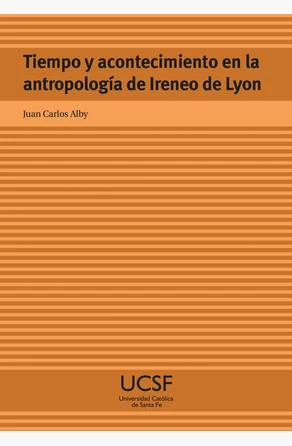 Tiempo y acontecimiento en la
antropología de Ireneo de Lyon
Juan Carlos Alby
UCSF
Universidad Católica
de Santa Fe